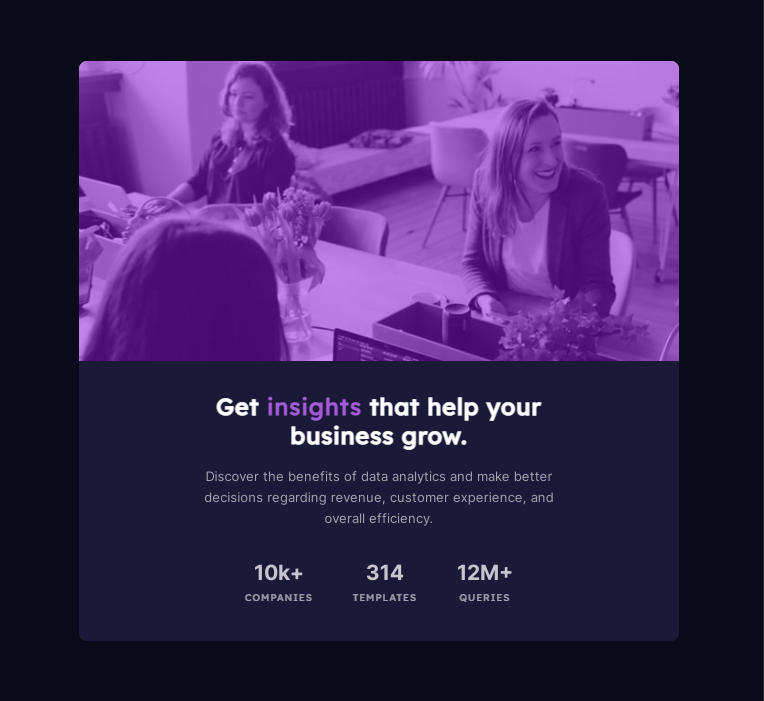 Get insights that help your
business grow.
Discover the benefits of data analytics and make better
decisions regarding revenue, customer experience, and
overall efficiency.
10k+ 314 12M+
COMPANIES TEMPLATES QUERIES